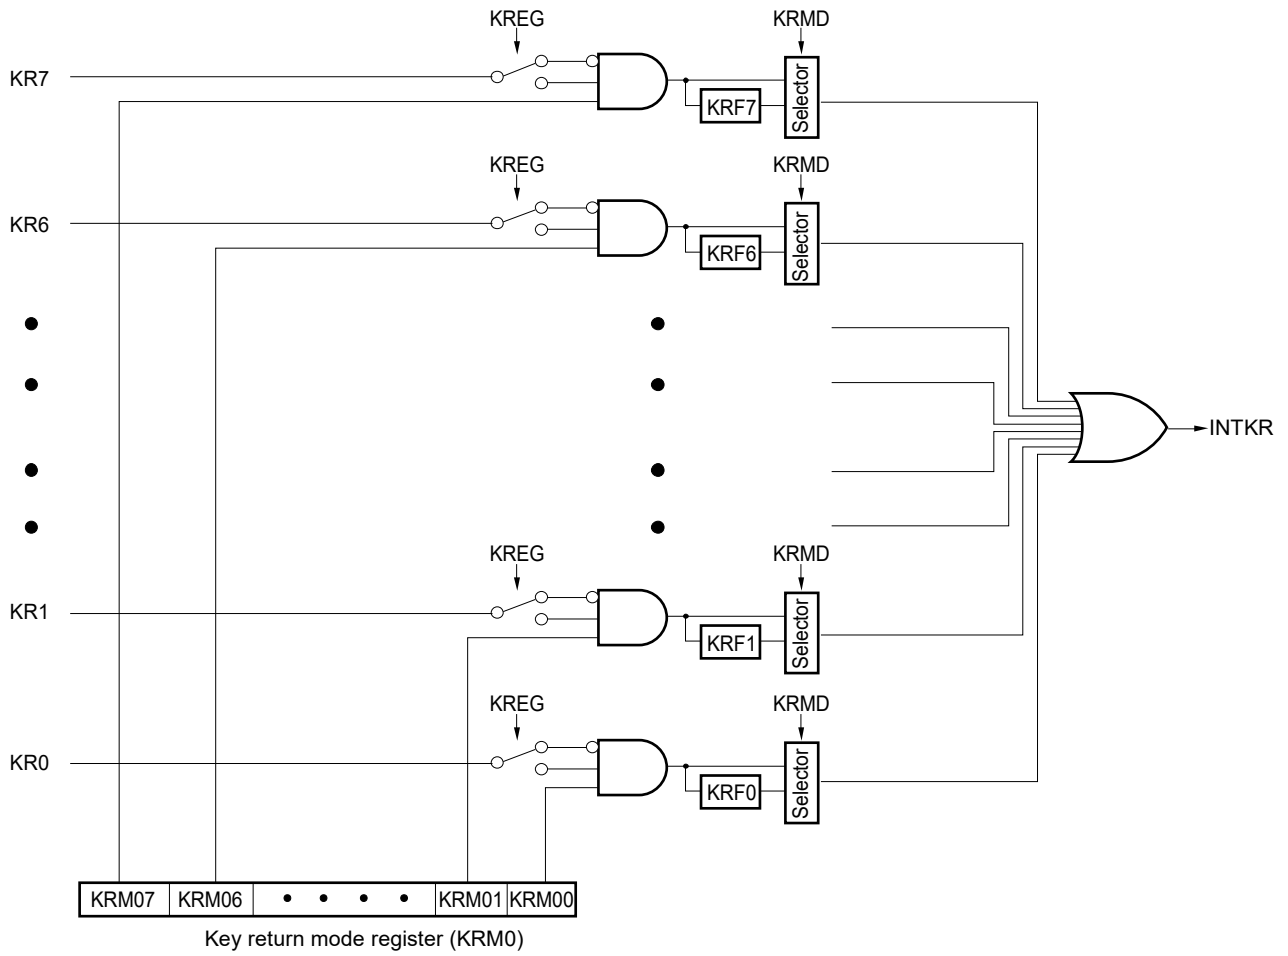 KREG
KRMD
KR7
KRF7
Selector
KREG
KRMD
KR6
KRF6
Selector
INTKR
KREG
KRMD
KR1
KRF1
Selector
KREG
KRMD
KR0
KRF0
Selector
KRM07 KRM06 KRM01 KRM00
Key return mode register (KRM0)